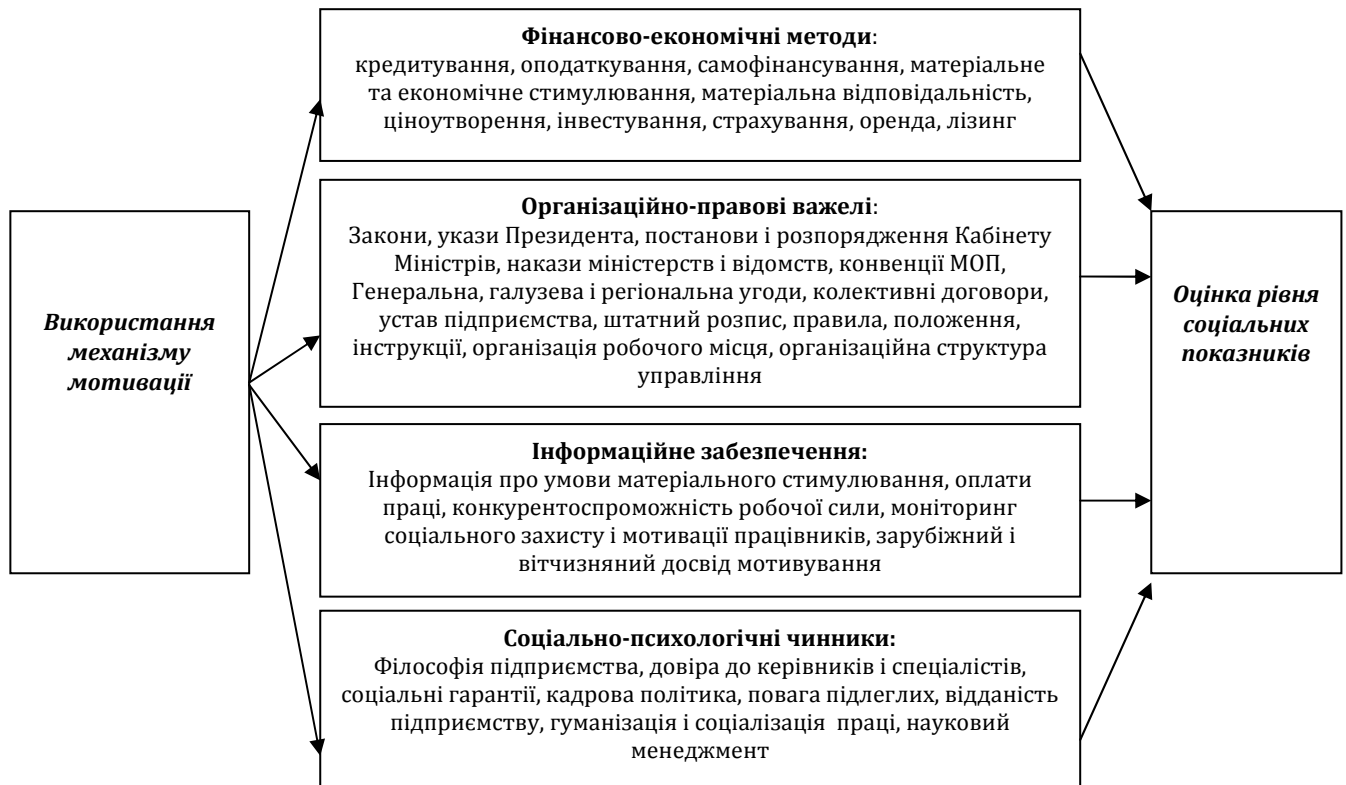 Використання
механізму
мотивації
Фінансово-економічні методи:
кредитування, оподаткування, самофінансування, матеріальне
та економічне стимулювання, матеріальна відповідальність,
ціноутворення, інвестування, страхування, оренда, лізинг
Організаційно-правові важелі:
Закони, укази Президента, постанови і розпорядження Кабінету
Міністрів, накази міністерств і відомств, конвенції МОП,
Генеральна, галузева і регіональна угоди, колективні договори,
устав підприємства, штатний розпис, правила, положення,
інструкції, організація робочого місця, організаційна структура
управління
Інформаційне забезпечення:
Інформація про умови матеріального стимулювання, оплати
праці, конкурентоспроможність робочої сили, моніторинг
соціального захисту і мотивації працівників, зарубіжний і
вітчизняний досвід мотивування
Соціально-психологічні чинники:
Філософія підприємства, довіра до керівників і спеціалістів,
соціальні гарантії, кадрова політика, повага підлеглих, відданість
підприємству, гуманізація і соціалізація праці, науковий
менеджмент
Оцінка рівня
соціальних
показників